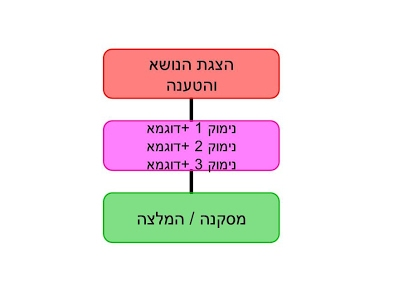 הצגת הנושא
והטענה
נימוק 1 +דוגמא
נימוק 2 +דוגמא
נימוק 3 +דוגמא
מסקנה / המלצה